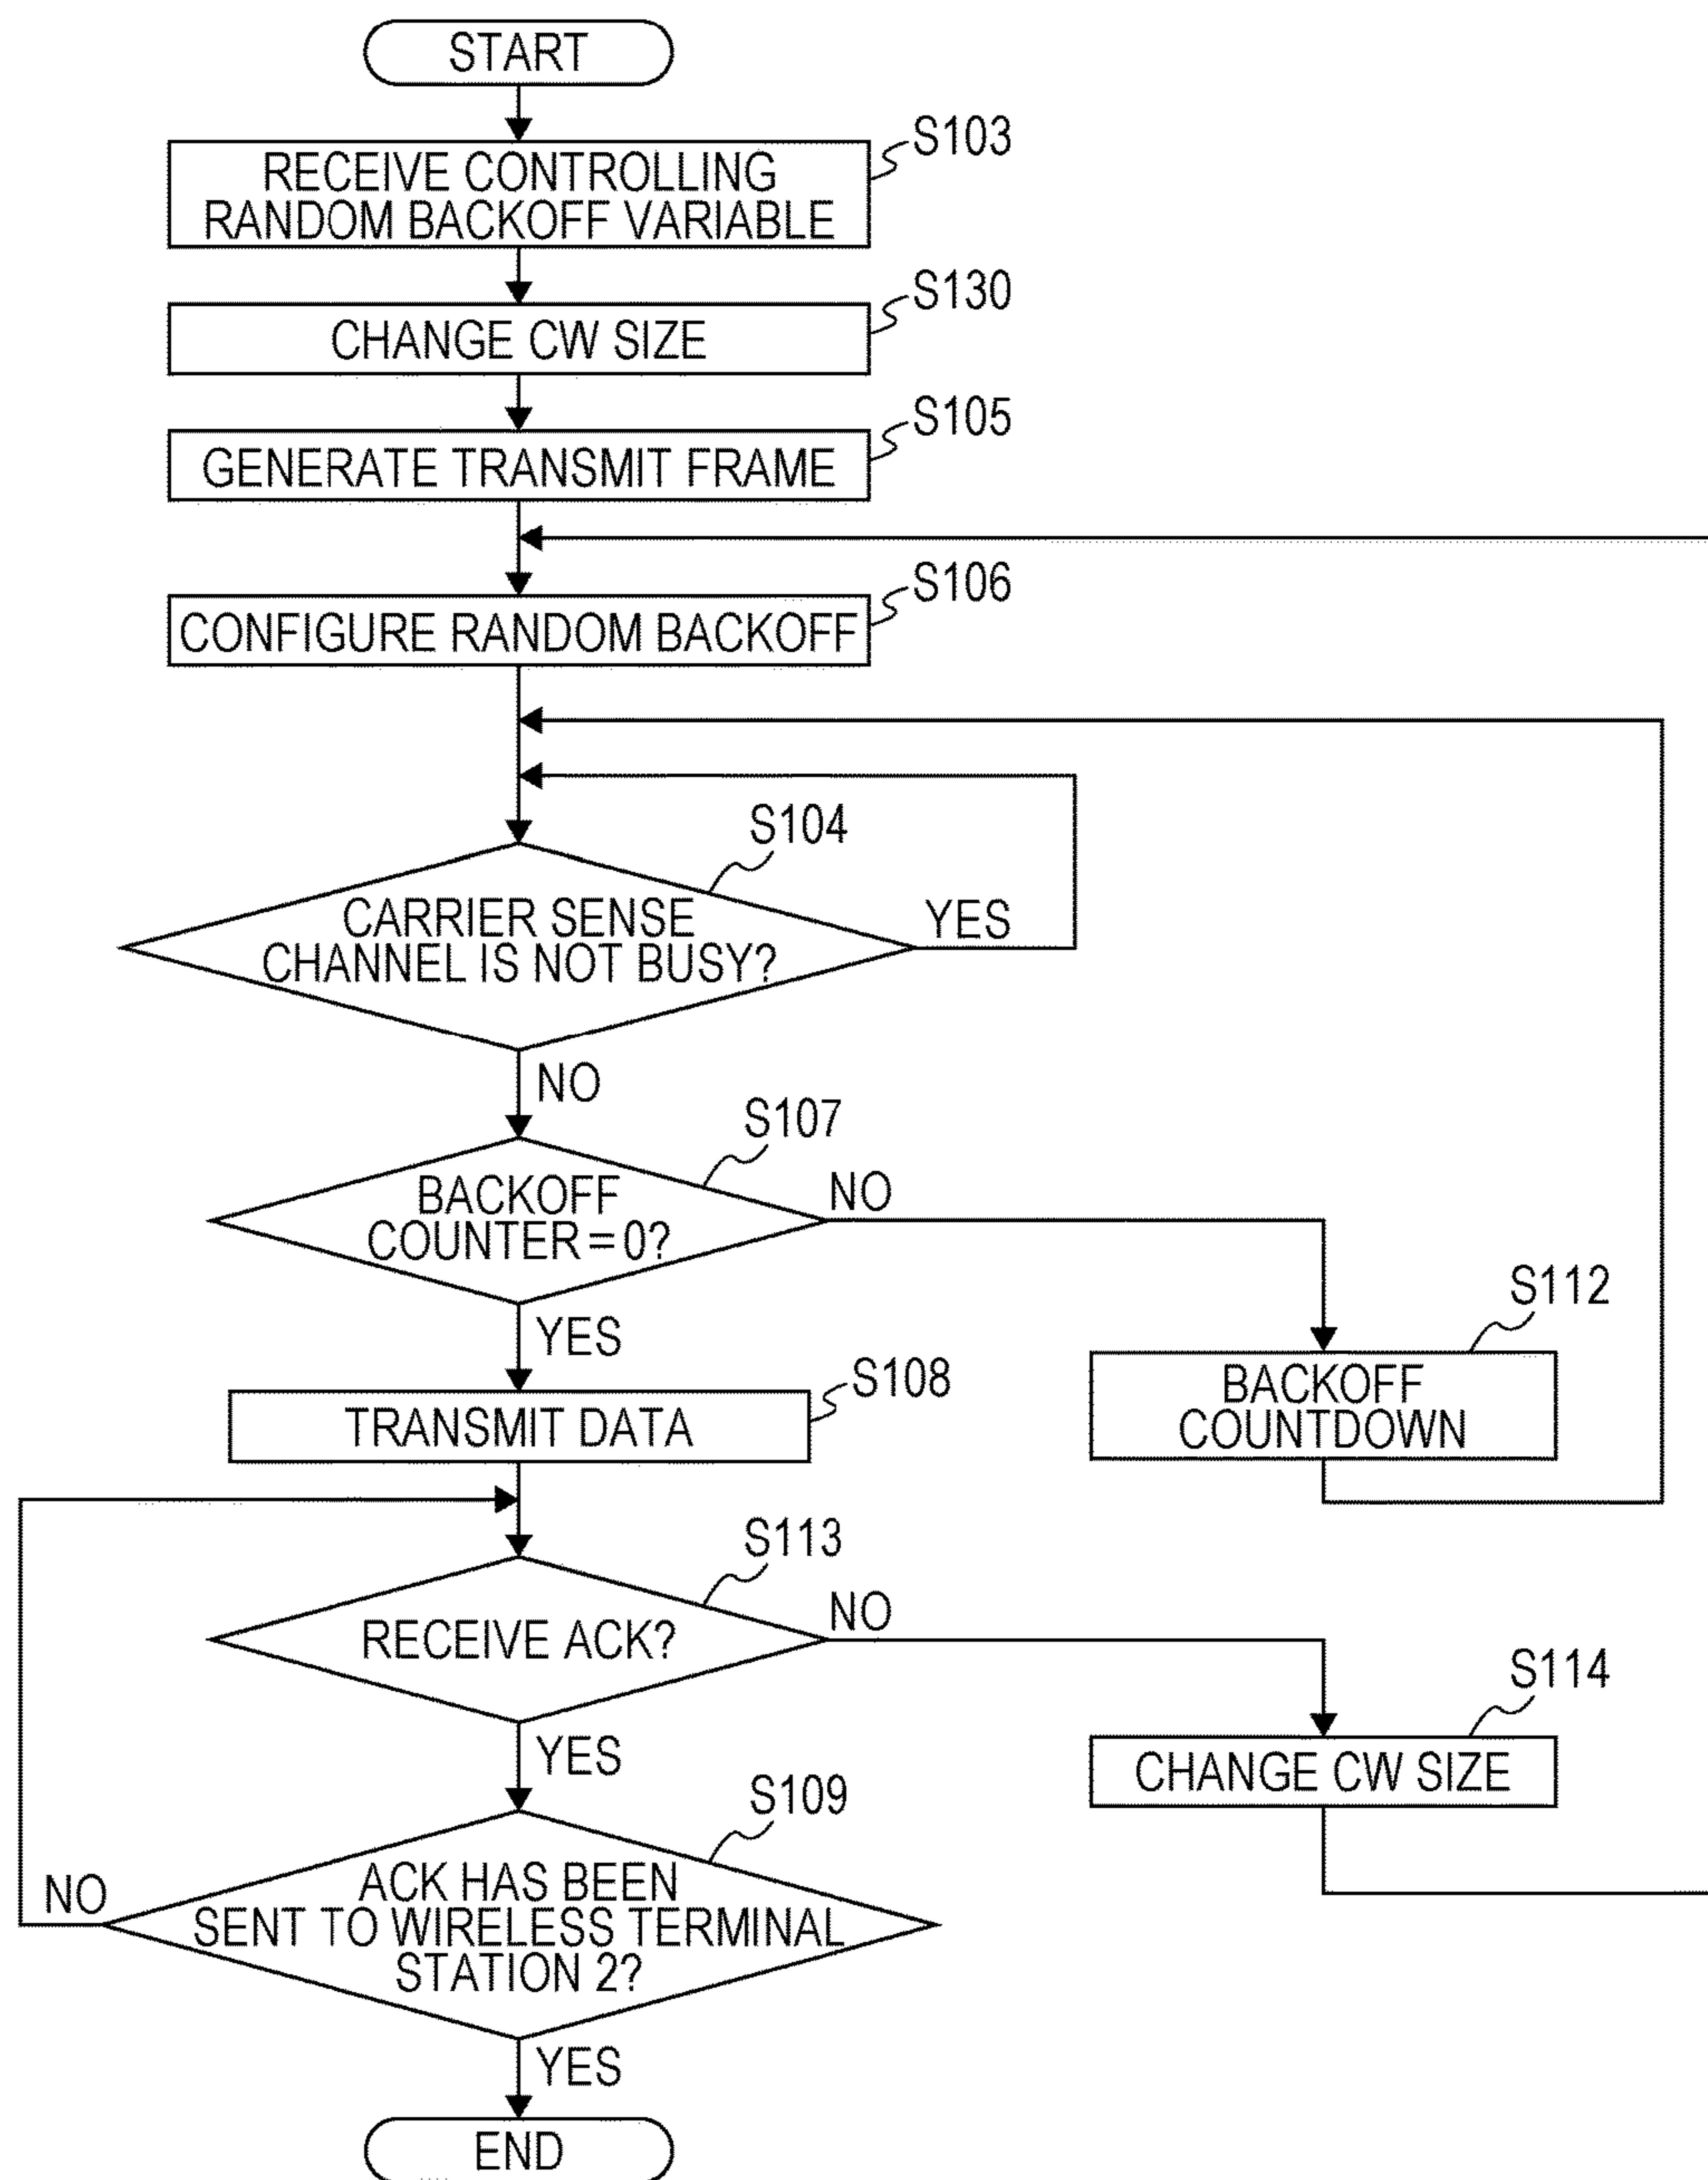 START
S103
RECEIVE CONTROLLING
RANDOM BACKOFF VARIABLE
S130
CHANGE CW SIZE
S105
GENERATE TRANSMIT FRAME
S106
CONFIGURE RANDOM BACKOFF
S104
CARRIER SENSE
CHANNEL IS NOT BUSY?
YES
NO
S107
BACKOFF
COUNTER = 0?
NO
YES
S112
BACKOFF
COUNTDOWN
S108
TRANSMIT DATA
S113
RECEIVE ACK?
NO
YES
S114
CHANGE CW SIZE
S109
ACK HAS BEEN
SENT TO WIRELESS TERMINAL
STATION 2?
NO
YES
END